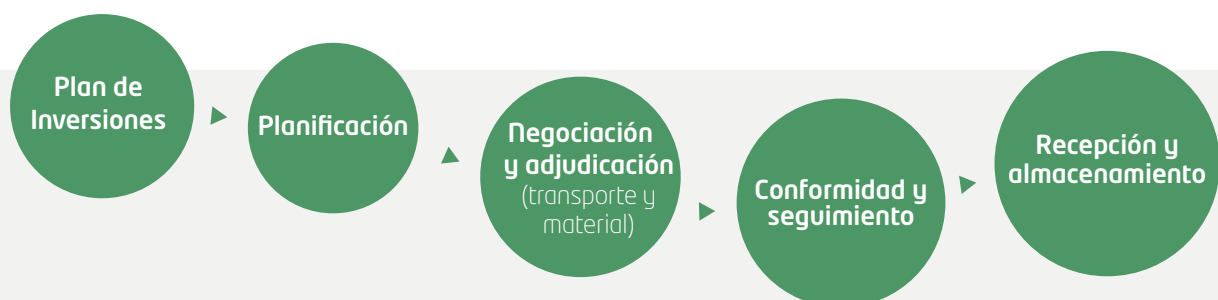 Plan de
Inversiones
Planificación
Negociación
y adjudicación
(transporte y
material)
Conformidad y
seguimiento
Recepción y
almacenamiento